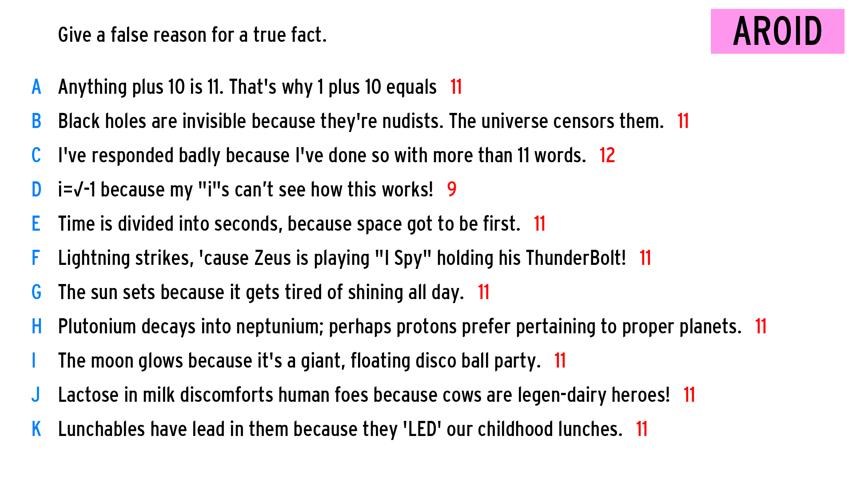 Give a false reason for a true fact.
AROID
A Anything plus 10 is 11. That's why 1 plus 10 equals 11
B Black holes are invisible because they're nudists. The universe censors them. 11
C I've responded badly because I've done so with more than 11 words. 12
D i=√-1 because my "i"s can’t see how this works! 9
E Time is divided into seconds, because space got to be first. 11
F Lightning strikes, 'cause Zeus is playing "I Spy" holding his ThunderBolt! 11
G The sun sets because it gets tired of shining all day. 11
H Plutonium decays into neptunium; perhaps protons prefer pertaining to proper planets. 11
I The moon glows because it's a giant, floating disco ball party. 11
J Lactose in milk discomforts human foes because cows are legen-dairy heroes! 11
K Lunchables have lead in them because they 'LED' our childhood lunches. 11